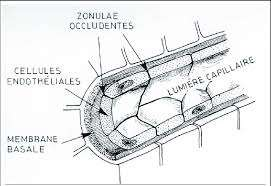 ZONULAE
OCCLUDENTES
CELLULES
ENDOTHÉLIALES
LUMIÈRE CAPILLAIRE
MEMBRANE
BASALE